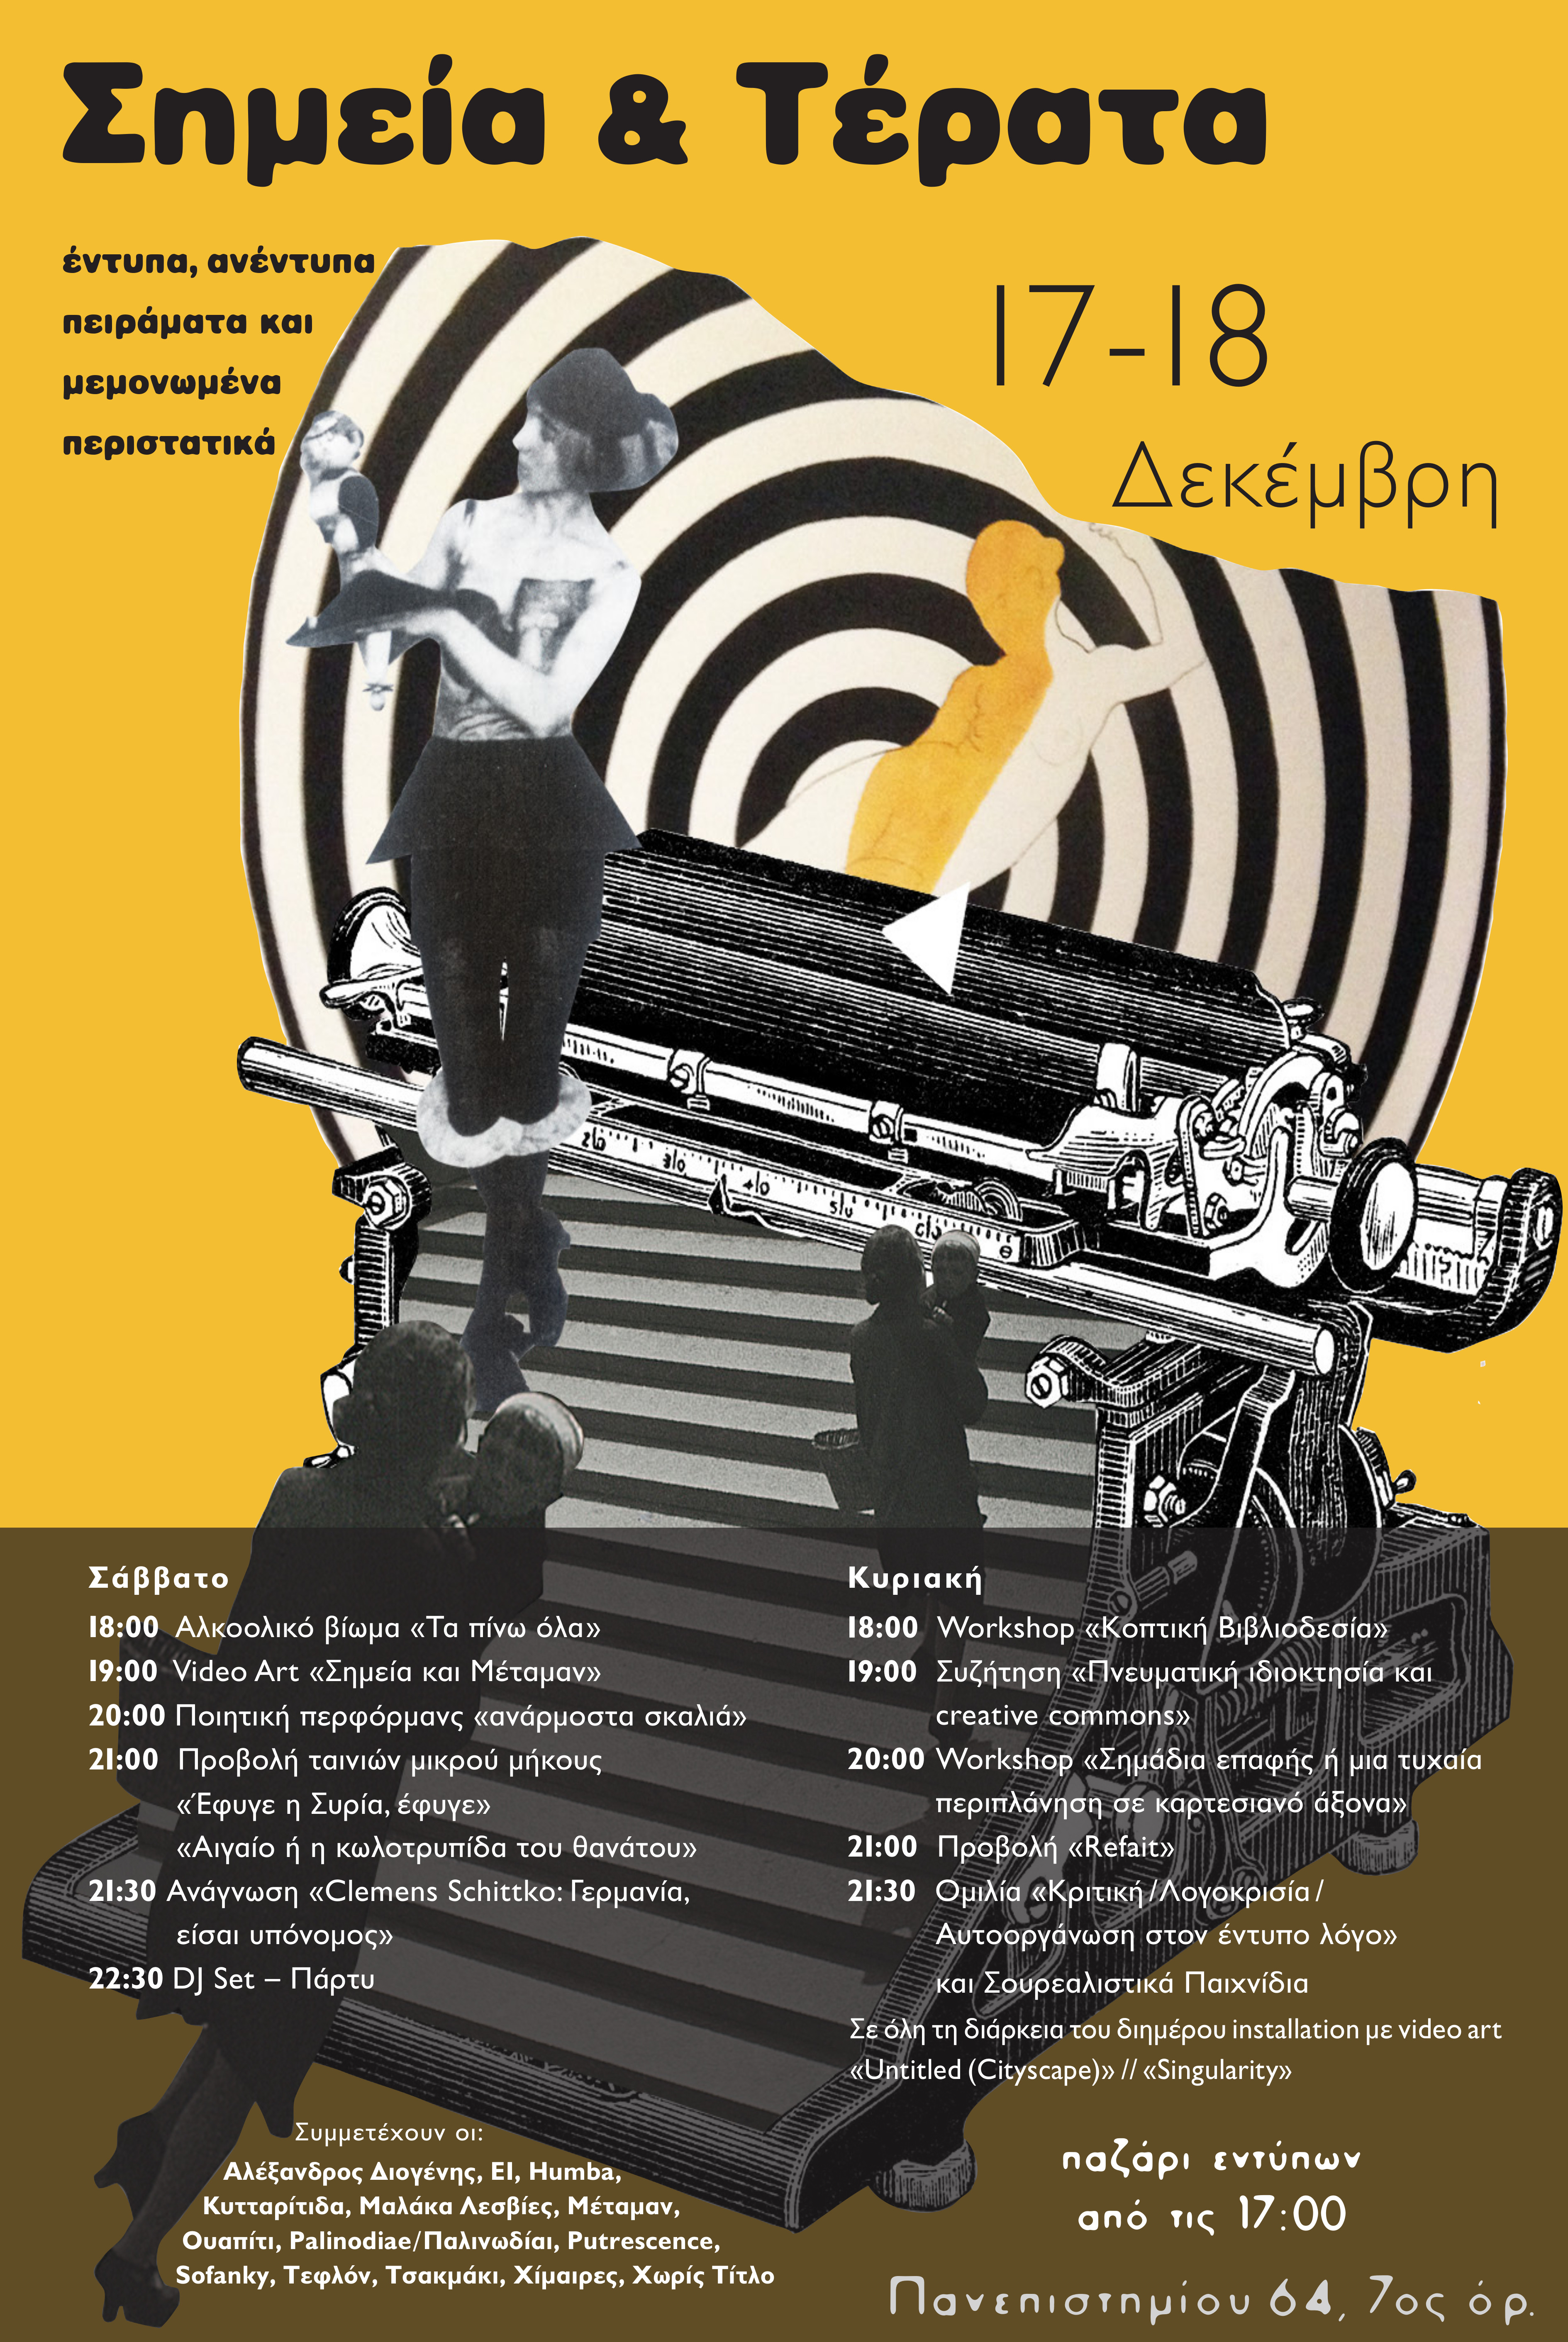 Σημεία & Τέρατα
έντυπα, ανέντυπα
πειράματα και
μεμονωμένα
περιστατικά
17-18
Δεκέμβρη
20
30
40
50
Σάββατο
18:00 Αλκοολικό βίωμα «Τα πίνω όλα»
19:00 Video Art «Σημεία και Μέταμαν»
20:00 Ποιητική περφόρμανς «ανάρμοστα σκαλιά»
21:00 Προβολή ταινιών μικρού μήκους
«Έφυγε η Συρία, έφυγε»
«Αιγαίο ή η κωλοτρυπίδα του θανάτου»
21:30 Ανάγνωση «Clemens Schittko: Γερμανία,
είσαι υπόνομος»
22:30 DJ Set – Πάρτυ
Κυριακή
18:00 Workshop «Κοπτική Βιβλιοδεσία»
19:00 Συζήτηση «Πνευματική ιδιοκτησία και
creative commons»
20:00 Workshop «Σημάδια επαφής ή μια τυχαία
περιπλάνηση σε καρτεσιανό άξονα»
21:00 Προβολή «Refait»
21:30 Ομιλία «Κριτική / Λογοκρισία /
Αυτοοργάνωση στον έντυπο λόγο»
και Σουρεαλιστικά Παιχνίδια
Σε όλη τη διάρκεια του διημέρου installation με video art
«Untitled (Cityscape)» // «Singularity»
Συμμετέχουν οι:
Αλέξανδρος Διογένης, ΕΙ, Humba,
Κυτταρίτιδα, Μαλάκα Λεσβίες, Μέταμαν,
Ουαπίτι, Palinodiae/Παλινωδίαι, Putrescence,
Sofanky, Τεφλόν, Τσακμάκι, Χίμαιρες, Χωρίς Τίτλο
παζάρι εντύπων
από τις 17:00
Πανεπιστημίου 64, 7ος όρ.